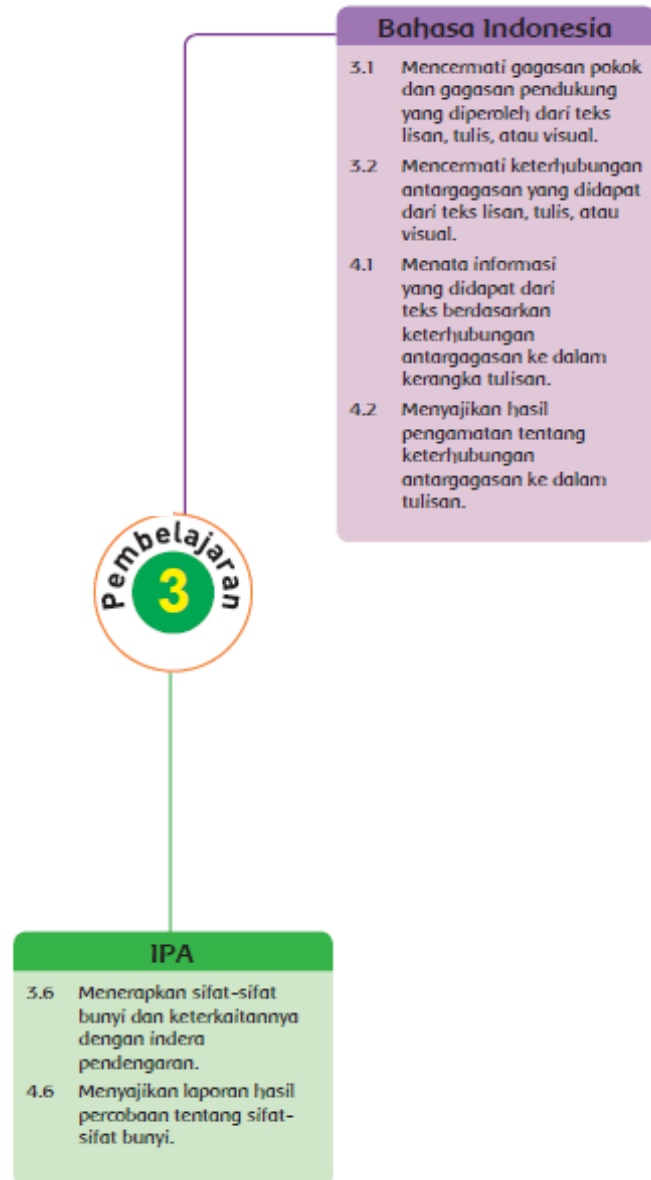 Bahasa Indonesia
3.1 Mencermati gagasan pokok
dan gagasan pendukung
yang diperoleh dari teks
lisan, tulis, atau visual.
3.2 Mencermati keterhubungan
antargagasan yang didapat
dari teks lisan, tulis, atau
visual.
4.1 Menata informasi
yang didapat dari
teks berdasarkan
keterhubungan
antargagasan ke dalam
kerangka tulisan.
4.2 Menyajikan hasil
pengamatan tentang
keterhubungan
antargagasan ke dalam
tulisan.
Pembelajaran
3
IPA
3.6 Menerapkan sifat-sifat
bunyi dan keterkaitannya
dengan indera
pendengaran.
4.6 Menyajikan laporan hasil
percobaan tentang sifat-
sifat bunyi.